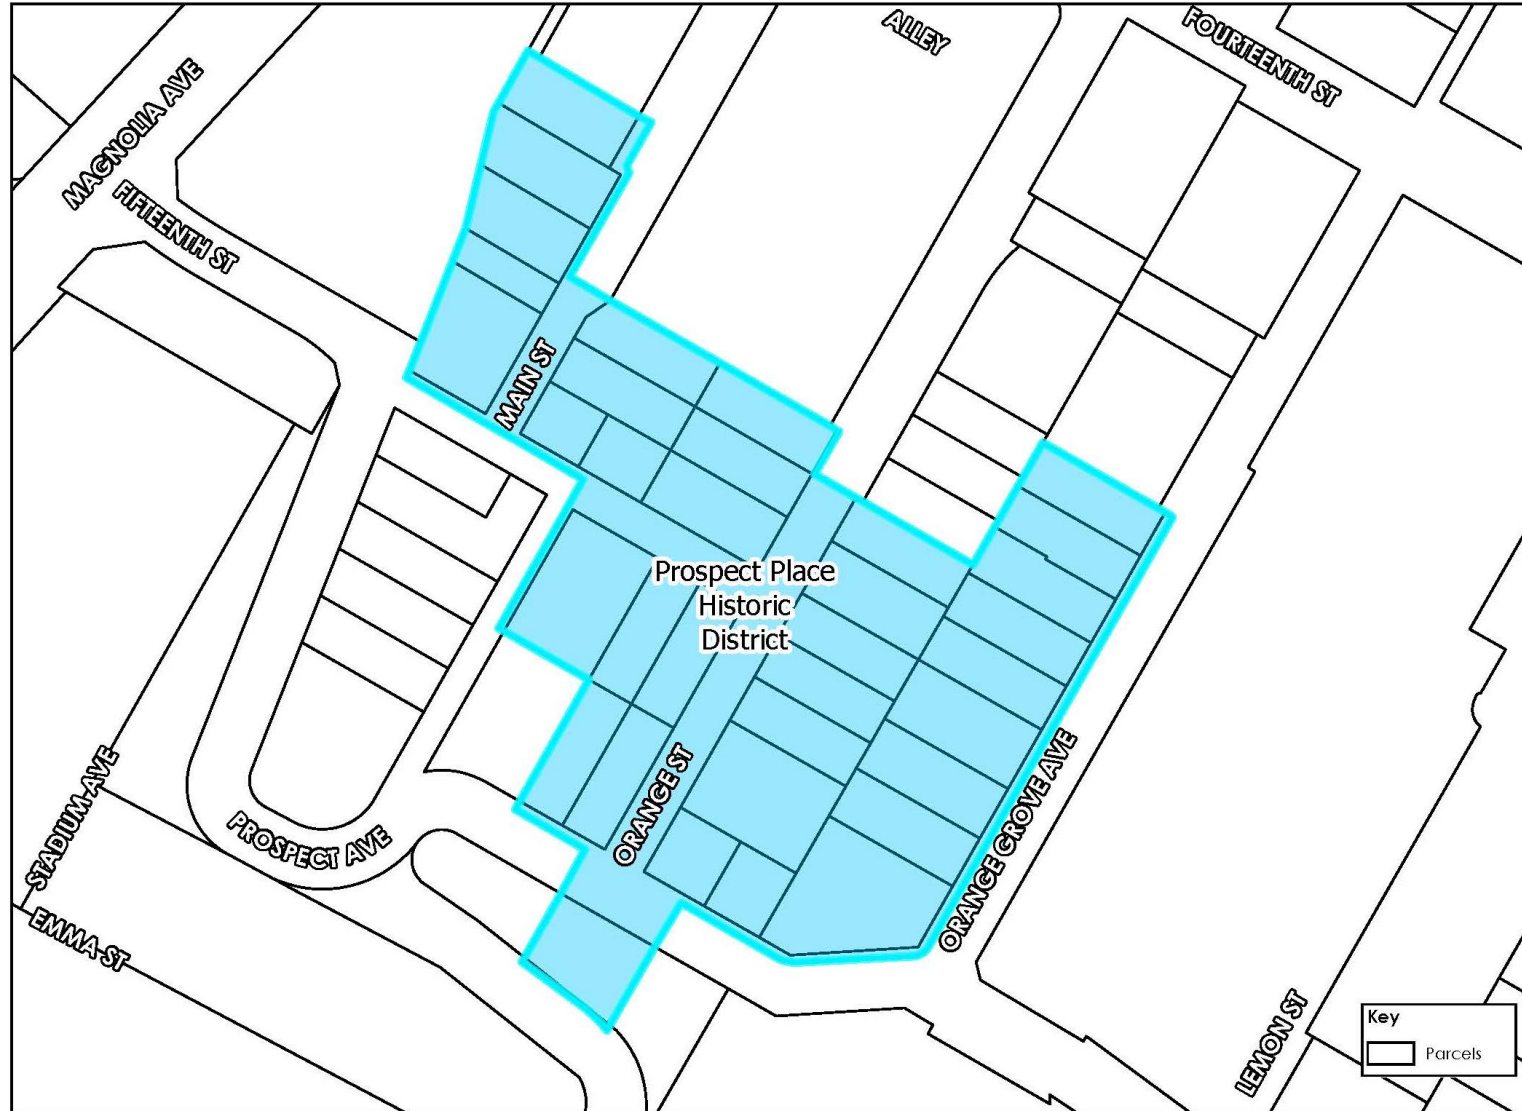 ALLEY
FOURTEENTH ST
MAGNOLIA AVE
FIFTEENTH ST
MAIN ST
Prospect Place
Historic
District
ORANGE ST
ORANGE GROVE AVE
STADIUM AVE
PROSPECT AVE
EMMA ST
LEMON ST
Key
Parcels